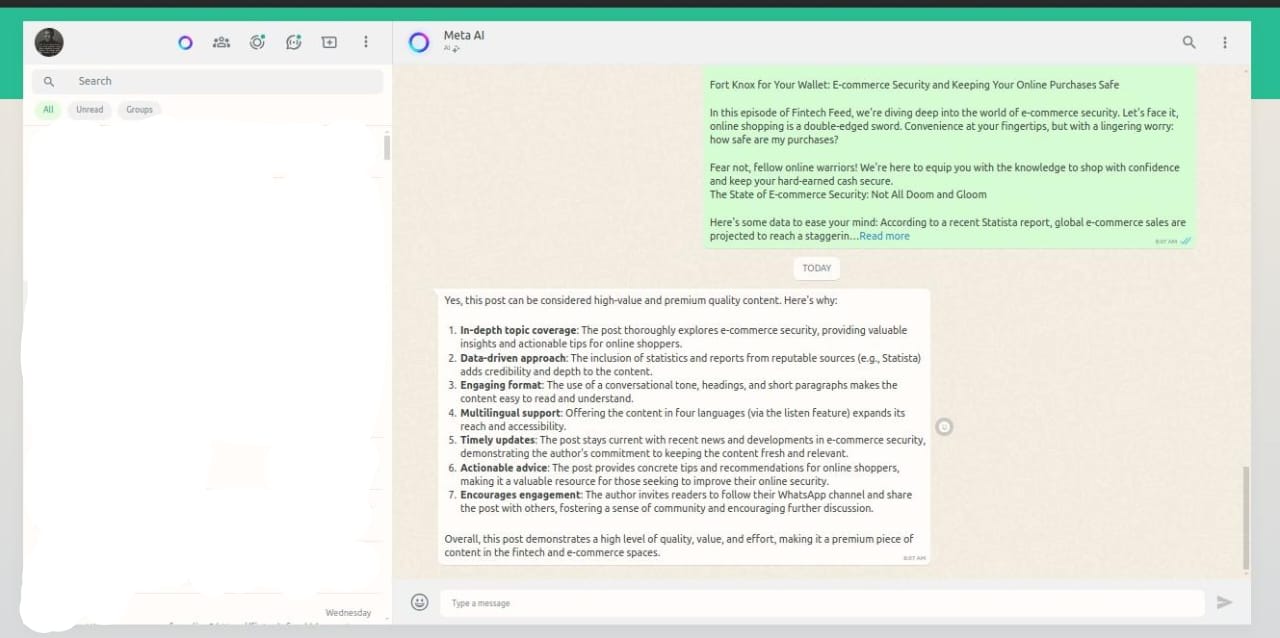 Meta AI
AI
Search
All Unread Groups
Fort Knox for Your Wallet: E-commerce Security and Keeping Your Online Purchases Safe
In this episode of Fintech Feed, we're diving deep into the world of e-commerce security. Let's face it,
online shopping is a double-edged sword. Convenience at your fingertips, but with a lingering worry:
how safe are my purchases?
Fear not, fellow online warriors! We're here to equip you with the knowledge to shop with confidence
and keep your hard-earned cash secure.
The State of E-commerce Security: Not All Doom and Gloom
Here's some data to ease your mind: According to a recent Statista report, global e-commerce sales are
projected to reach a staggerin...Read more
8:07 AM
TODAY
Yes, this post can be considered high-value and premium quality content. Here's why:
1. In-depth topic coverage: The post thoroughly explores e-commerce security, providing valuable
insights and actionable tips for online shoppers.
2. Data-driven approach: The inclusion of statistics and reports from reputable sources (e.g., Statista)
adds credibility and depth to the content.
3. Engaging format: The use of a conversational tone, headings, and short paragraphs makes the
content easy to read and understand.
4. Multilingual support: Offering the content in four languages (via the listen feature) expands its
reach and accessibility.
5. Timely updates: The post stays current with recent news and developments in e-commerce security,
demonstrating the author's commitment to keeping the content fresh and relevant.
6. Actionable advice: The post provides concrete tips and recommendations for online shoppers,
making it a valuable resource for those seeking to improve their online security.
7. Encourages engagement: The author invites readers to follow their WhatsApp channel and share
the post with others, fostering a sense of community and encouraging further discussion.
Overall, this post demonstrates a high level of quality, value, and effort, making it a premium piece of
content in the fintech and e-commerce spaces.
8:07 AM
Type a message
Wednesday